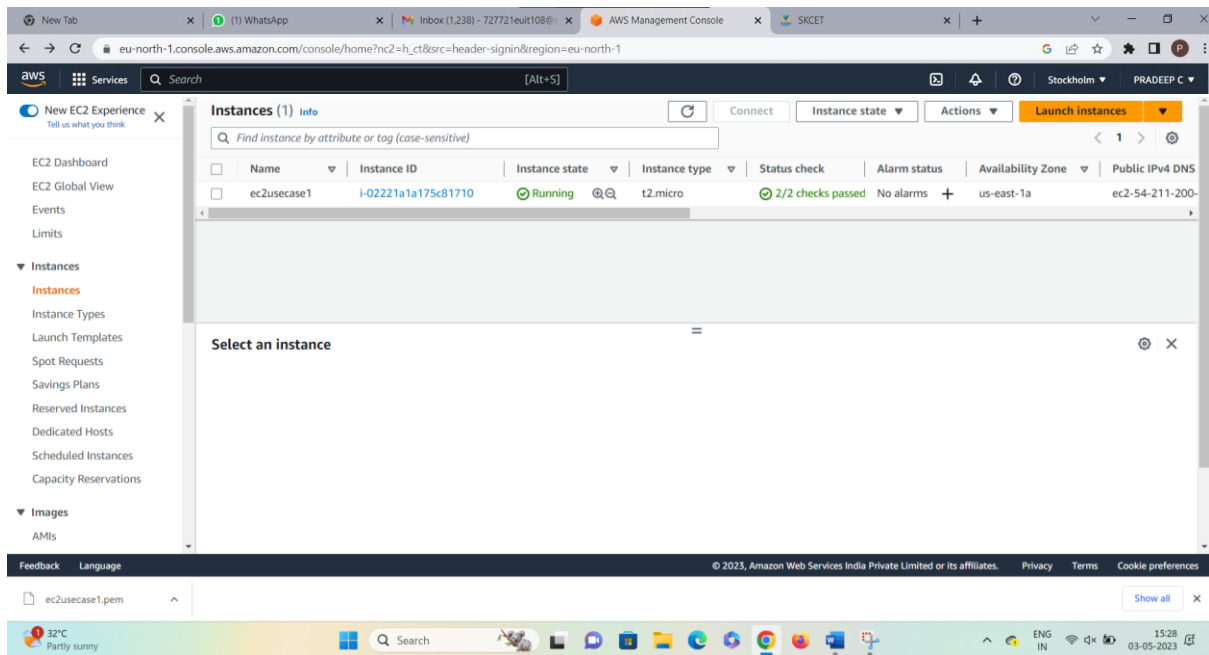 New Tab
(1) WhatsApp
Inbox (1,238) - 727721euit108@s
AWS Management Console
SKCET
eu-north-1.console.aws.amazon.com/console/home?nc2=h_ct&src=header-signin&region=eu-north-1
G
P
aws Services Search [Alt+S] Stockholm PRADEEP C
New EC2 Experience
Tell us what you think
EC2 Dashboard
EC2 Global View
Events
Limits
Instances
Instances
Instance Types
Launch Templates
Spot Requests
Savings Plans
Reserved Instances
Dedicated Hosts
Scheduled Instances
Capacity Reservations
Images
AMIs
Instances (1) Info Connect Instance state Actions Launch instances
Find instance by attribute or tag (case-sensitive) 1
Name Instance ID Instance state Instance type Status check Alarm status Availability Zone Public IPv4 DNS
ec2usecase1 i-02221a1a175c81710 Running t2.micro 2/2 checks passed No alarms + us-east-1a ec2-54-211-200-
Select an instance
Feedback Language © 2023, Amazon Web Services India Private Limited or its affiliates. Privacy Terms Cookie preferences
ec2usecase1.pem Show all
1
32°C
Partly sunny
Search
ENG
IN
15:28
03-05-2023